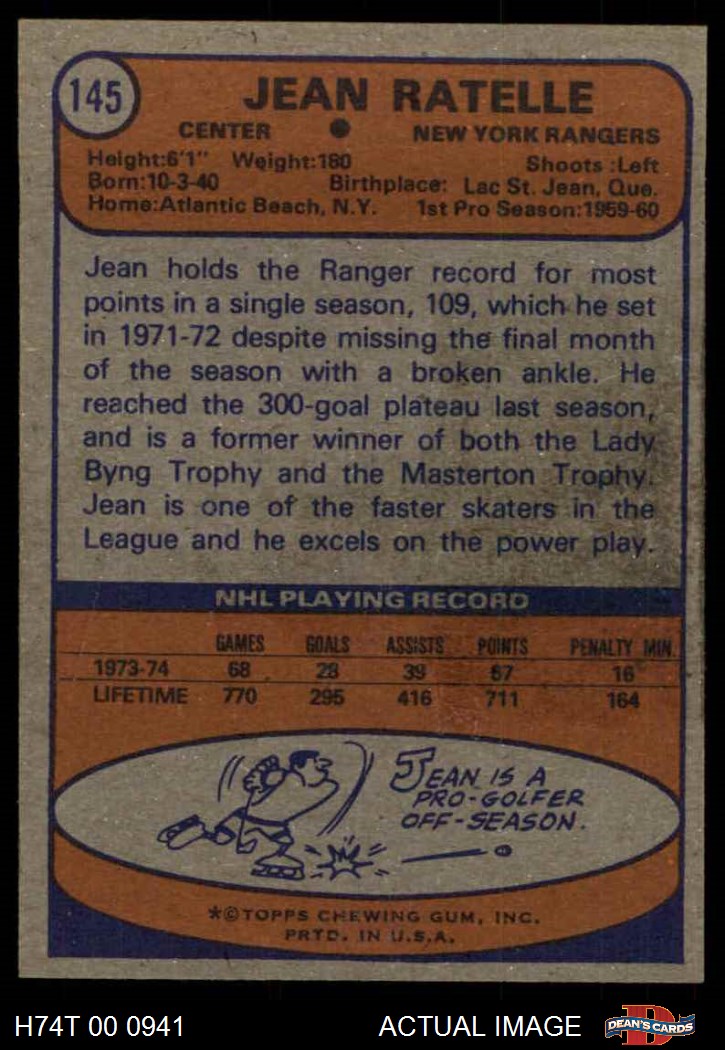 145
JEAN RATELLE
CENTER ● NEW YORK RANGERS
Height:6'1" Weight:180 Shoots :Left
Born:10-3-40 Birthplace: Lac St. Jean, Que.
Home:Atlantic Beach, N.Y. 1st Pro Season:1959-60
Jean holds the Ranger record for most
points in a single season, 109, which he set
in 1971-72 despite missing the final month
of the season with a broken ankle. He
reached the 300-goal plateau last season,
and is a former winner of both the Lady
Byng Trophy and the Masterton Trophy.
Jean is one of the faster skaters in the
League and he excels on the power play.
NHL PLAYING RECORD
GAMES GOALS ASSISTS POINTS PENALTY MIN.
1973-74 68 28 39 67 16
LIFETIME 770 295 416 711 164
JEAN IS A
PRO-GOLFER
OFF-SEASON.
*©TOPPS CHEWING GUM, INC.
PRTD. IN U.S.A.
H74T 00 0941 ACTUAL IMAGE DEAN'S CARDS